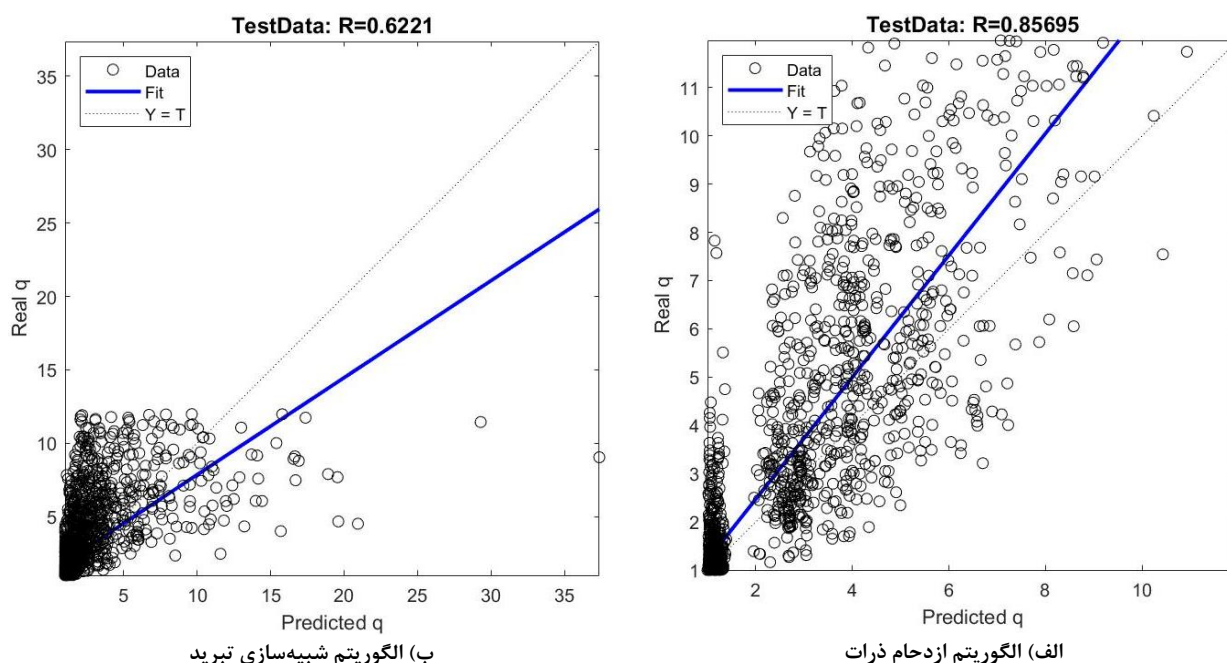 TestData: R=0.6221
Data
Fit
Y = T
Real q
35
30
25
20
15
10
5
5 10 15 20 25 30 35
Predicted q
ب) الگوریتم شبیه‌سازی تبرید
TestData: R=0.85695
Data
Fit
Y = T
Real q
11
10
9
8
7
6
5
4
3
2
1
2 4 6 8 10
Predicted q
الف) الگوریتم ازدحام ذرات